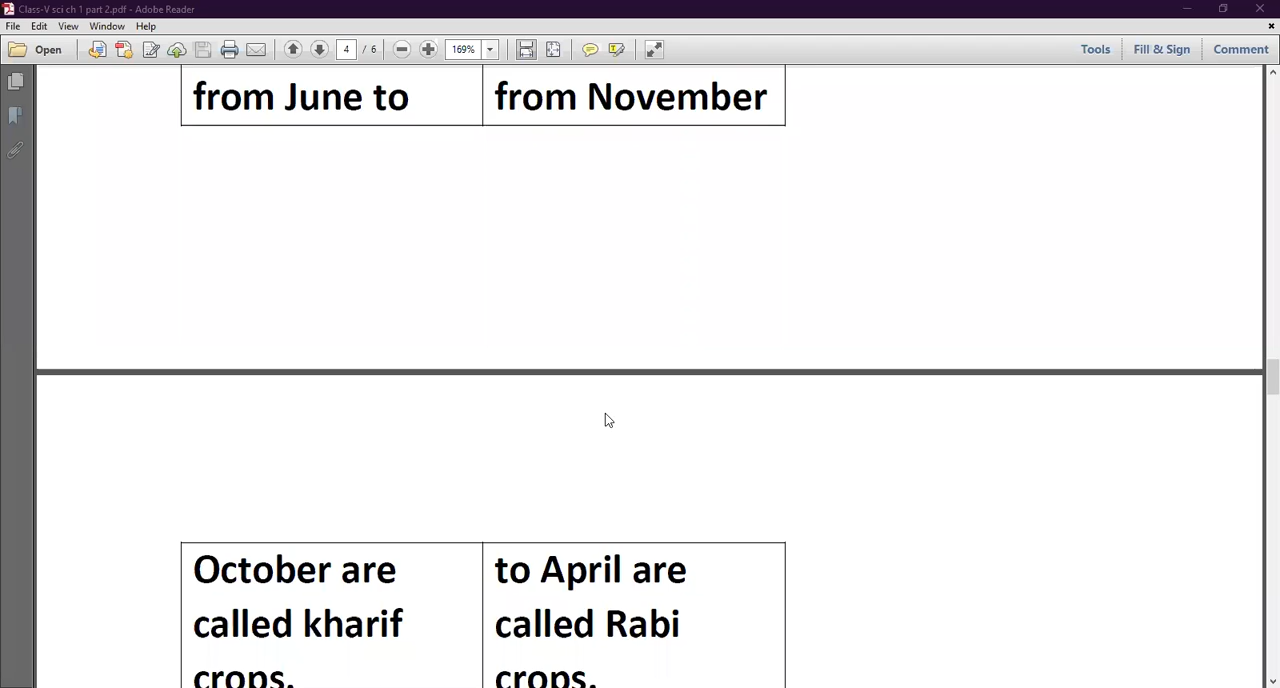 Class-V sci ch 1 part 2.pdf - Adobe Reader
File Edit View Window Help
Open 4 / 6 169% Tools Fill & Sign Comment
from June to from November
October are to April are
called kharif called Rabi
crops. crops.